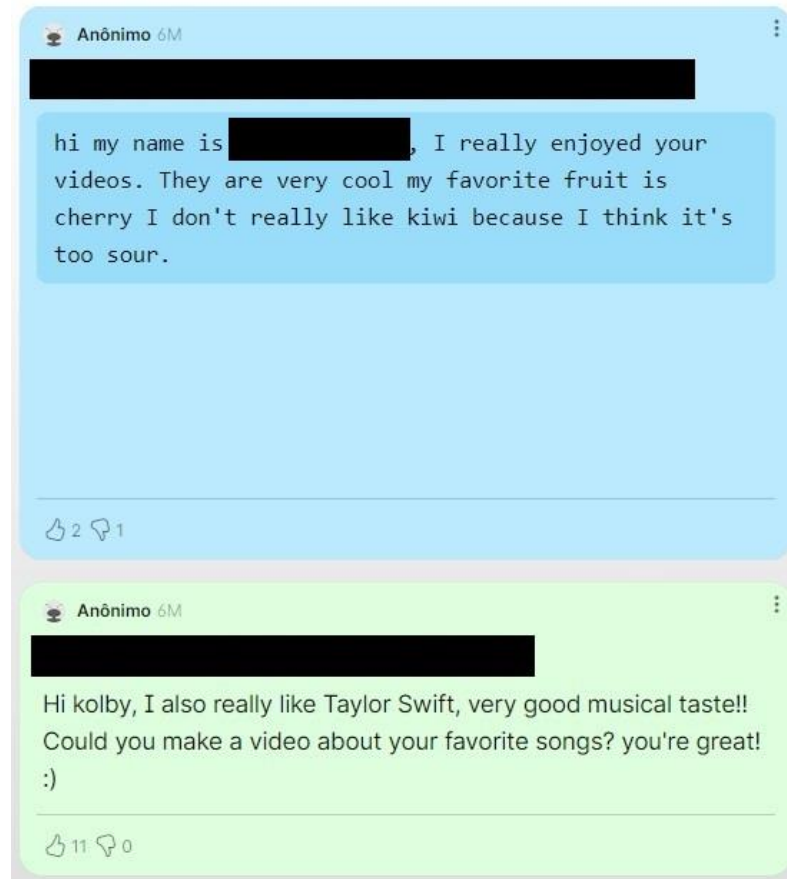 Anônimo 6M
hi my name is , I really enjoyed your
videos. They are very cool my favorite fruit is
cherry I don't really like kiwi because I think it's
too sour.
2 1
Anônimo 6M
Hi kolby, I also really like Taylor Swift, very good musical taste!!
Could you make a video about your favorite songs? you're great!
:)
11 0